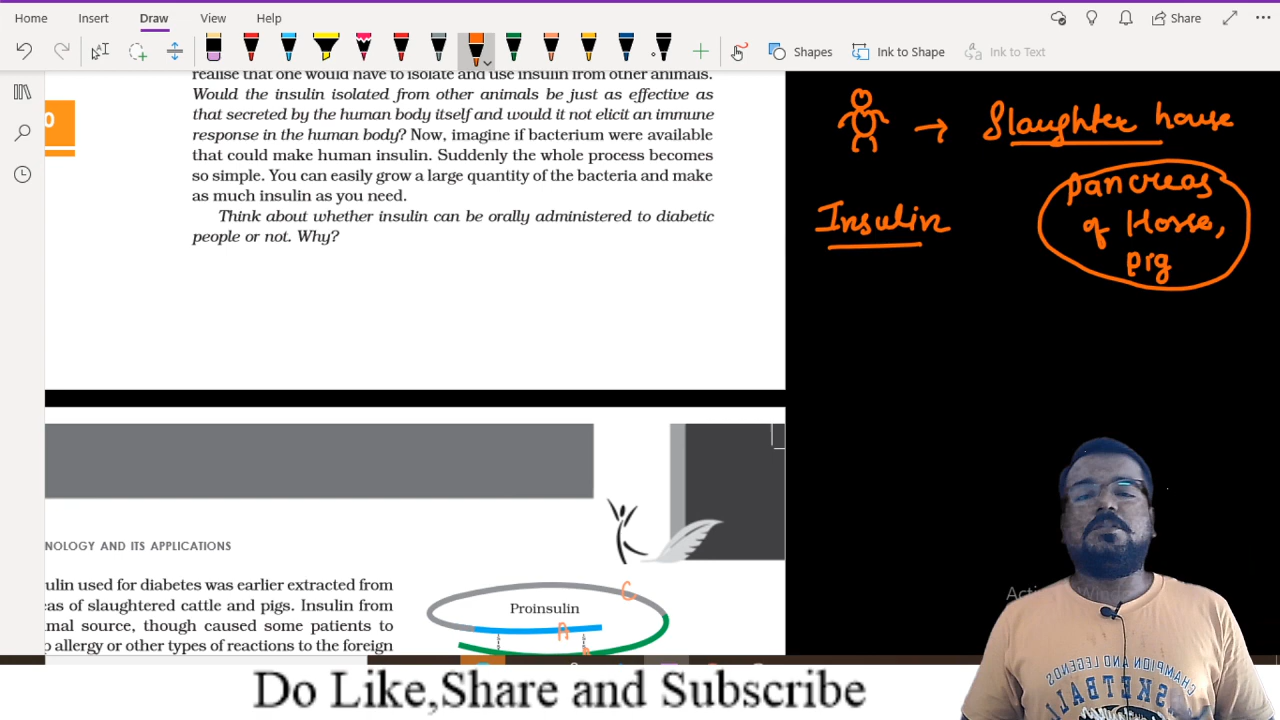 Home Insert Draw View Help Share
Shapes Ink to Shape Ink to Text
realise that one would have to isolate and use insulin from other animals.
Would the insulin isolated from other animals be just as effective as
that secreted by the human body itself and would it not elicit an immune
response in the human body? Now, imagine if bacterium were available
that could make human insulin. Suddenly the whole process becomes
so simple. You can easily grow a large quantity of the bacteria and make
as much insulin as you need.
Think about whether insulin can be orally administered to diabetic
people or not. Why?
0
Slaughter house
Insulin
pancreas
of Horse,
pig
NOLOGY AND ITS APPLICATIONS
ulin used for diabetes was earlier extracted from
eas of slaughtered cattle and pigs. Insulin from
mal source, though caused some patients to
p allergy or other types of reactions to the foreign
C
Proinsulin
A
CHAMPION AND LEGENDS
Do Like,Share and Subscribe